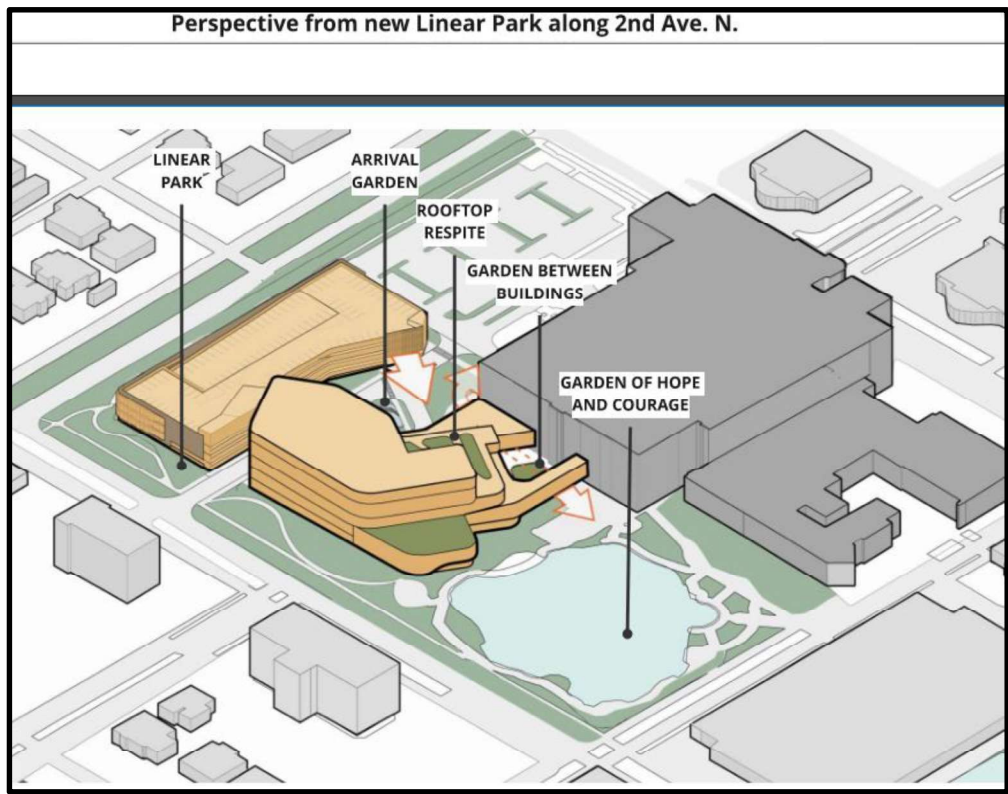 Perspective from new Linear Park along 2nd Ave. N.
LINEAR
PARK
ARRIVAL
GARDEN
ROOFTOP
RESPITE
GARDEN BETWEEN
BUILDINGS
GARDEN OF HOPE
AND COURAGE